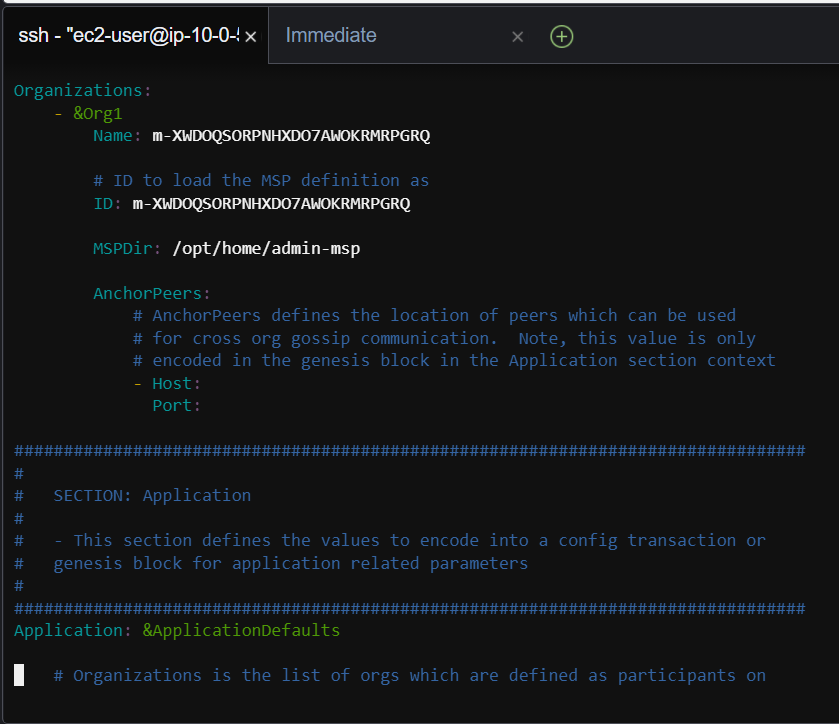 ssh - "ec2-user@ip-10-0- × Immediate ×
Organizations:
    - &Org1
        Name: m-XWDOQSORPNHXDO7AWOKRMRPGRQ
        # ID to load the MSP definition as
        ID: m-XWDOQSORPNHXDO7AWOKRMRPGRQ
        MSPDir: /opt/home/admin-msp
        AnchorPeers:
            # AnchorPeers defines the location of peers which can be used
            # for cross org gossip communication.  Note, this value is only
            # encoded in the genesis block in the Application section context
            - Host:
              Port:
################################################################################
#
#   SECTION: Application
#
#   - This section defines the values to encode into a config transaction or
#   genesis block for application related parameters
#
################################################################################
Application: &ApplicationDefaults
    # Organizations is the list of orgs which are defined as participants on